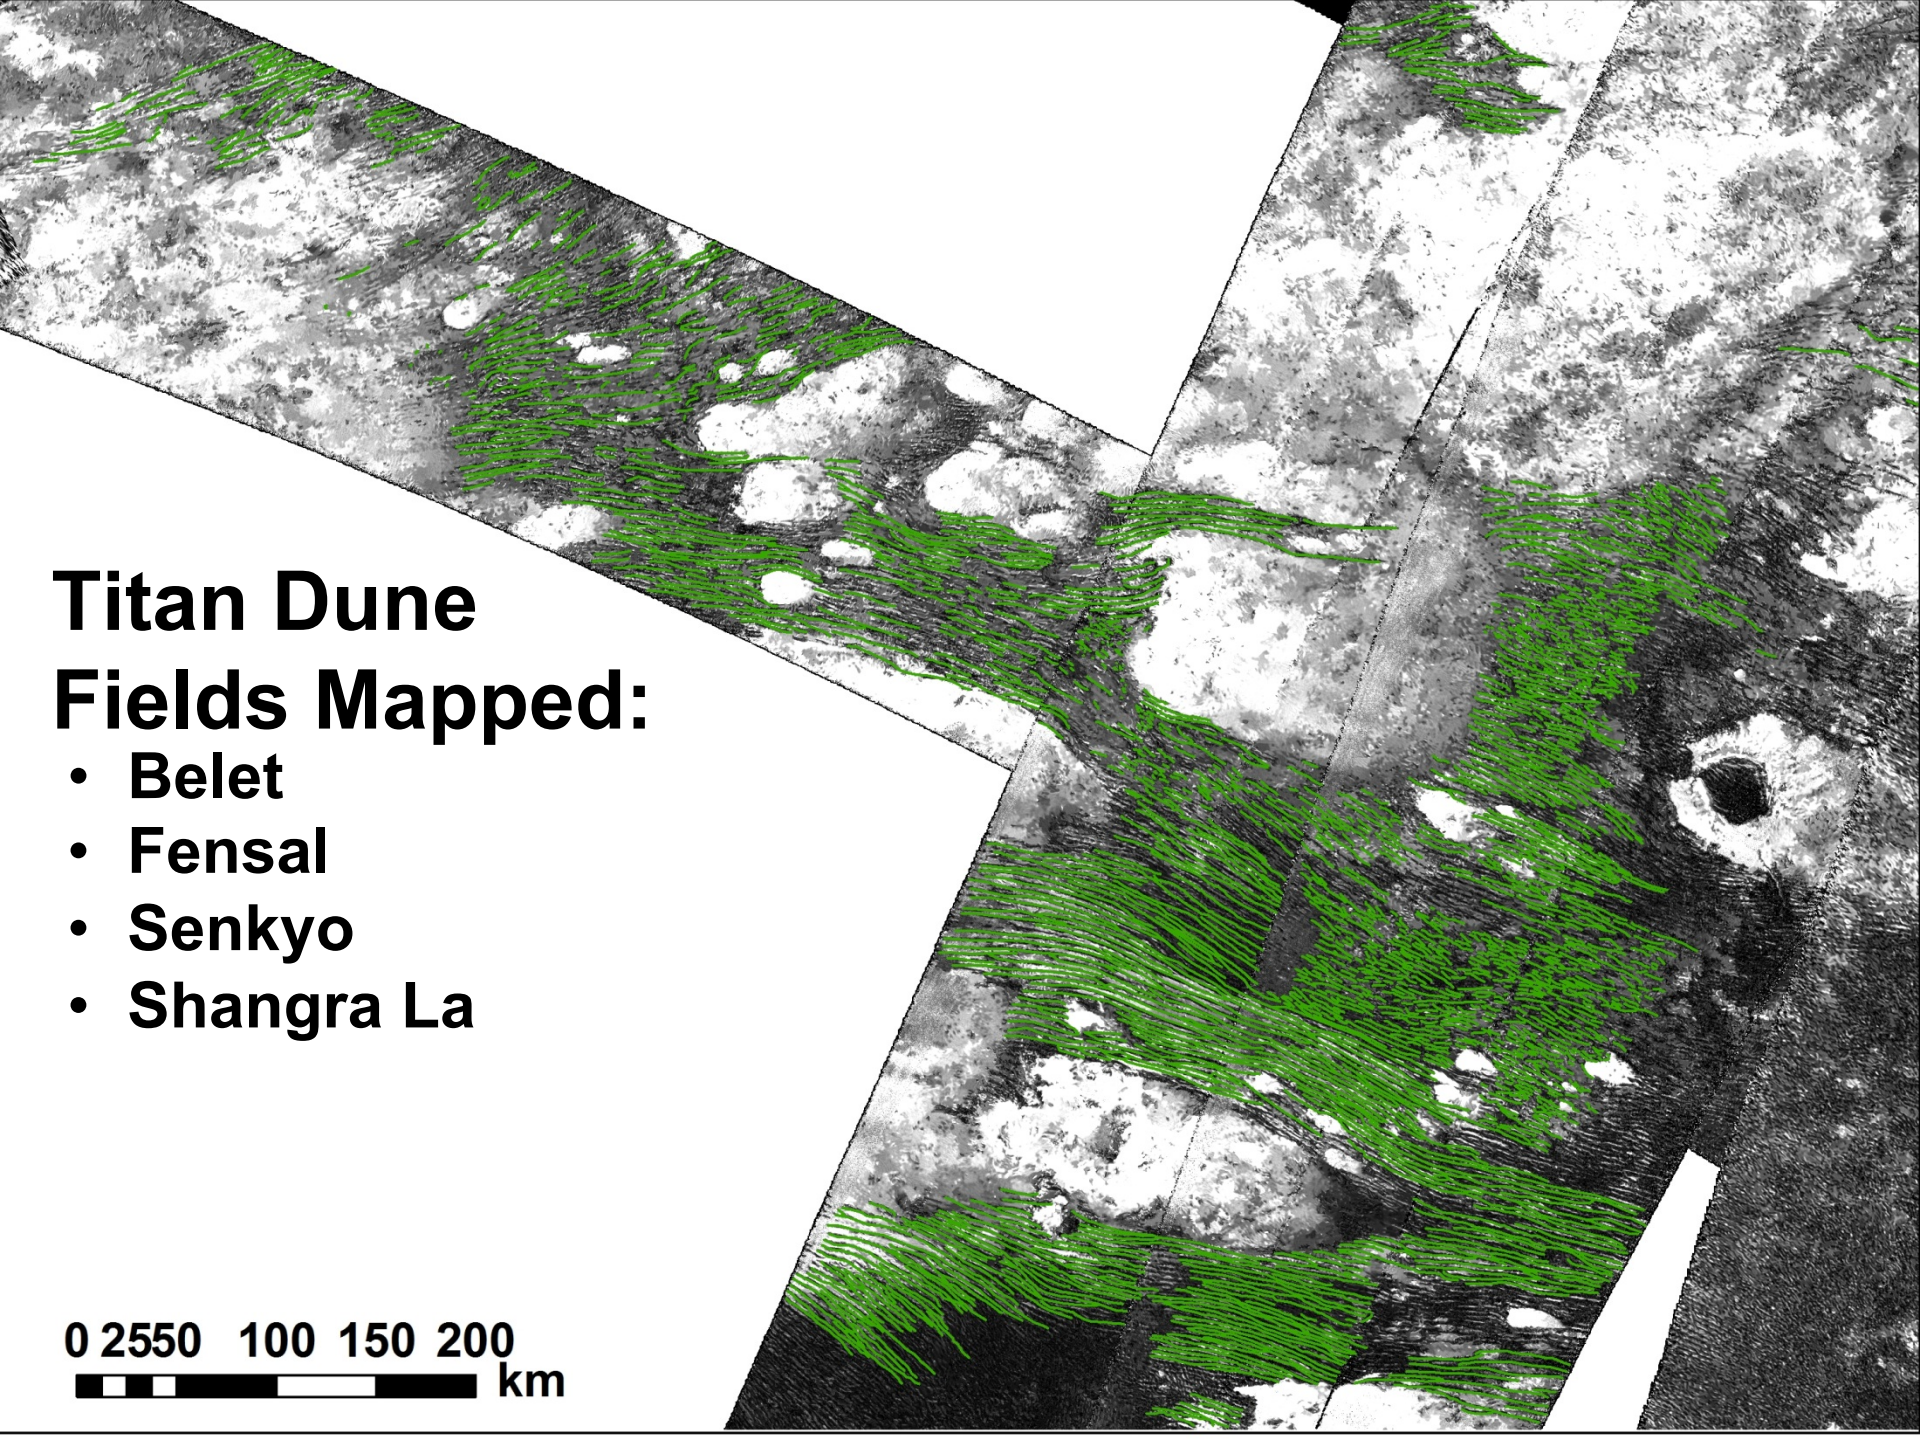 Titan Dune
Fields Mapped:
• Belet
• Fensal
• Senkyo
• Shangra La
0 2550 100 150 200
km